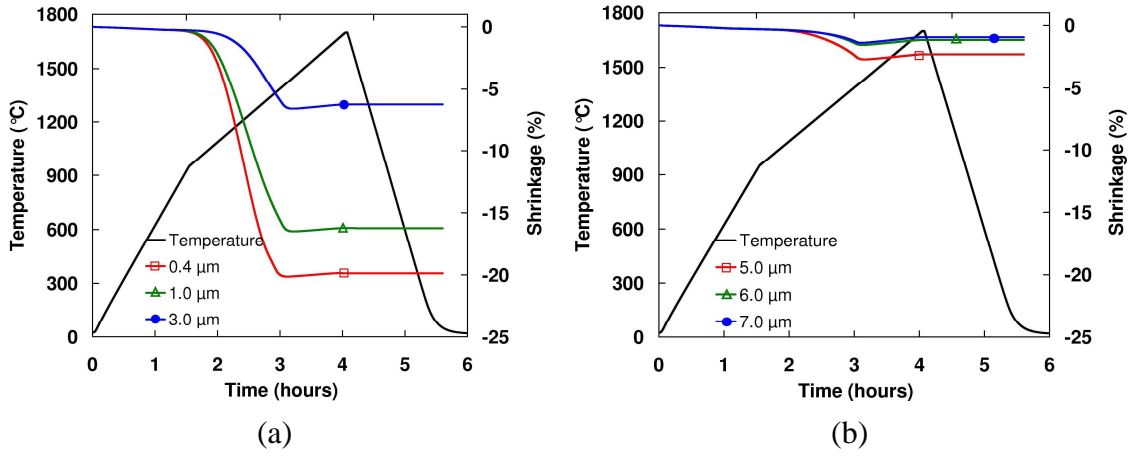 1800
1500
1200
900
600
300
0
Temperature (°C)
0
-5
-10
-15
-20
-25
Shrinkage (%)
Temperature
0.4 µm
1.0 µm
3.0 µm
0 1 2 3 4 5 6
Time (hours)
(a)
1800
1500
1200
900
600
300
0
Temperature (°C)
0
-5
-10
-15
-20
-25
Shrinkage (%)
Temperature
5.0 µm
6.0 µm
7.0 µm
0 1 2 3 4 5 6
Time (hours)
(b)